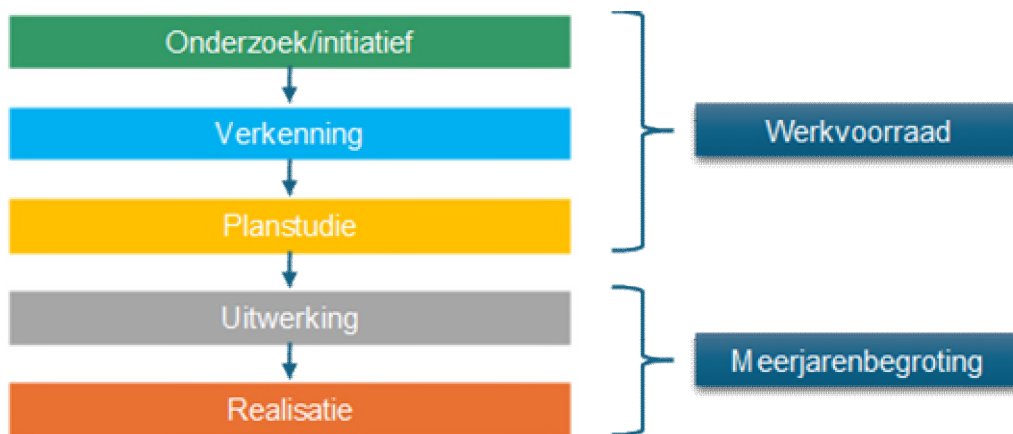 Onderzoek/initiatief
Verkenning
Planstudie
Uitwerking
Realisatie
Werkvoorraad
Meerjarenbegroting